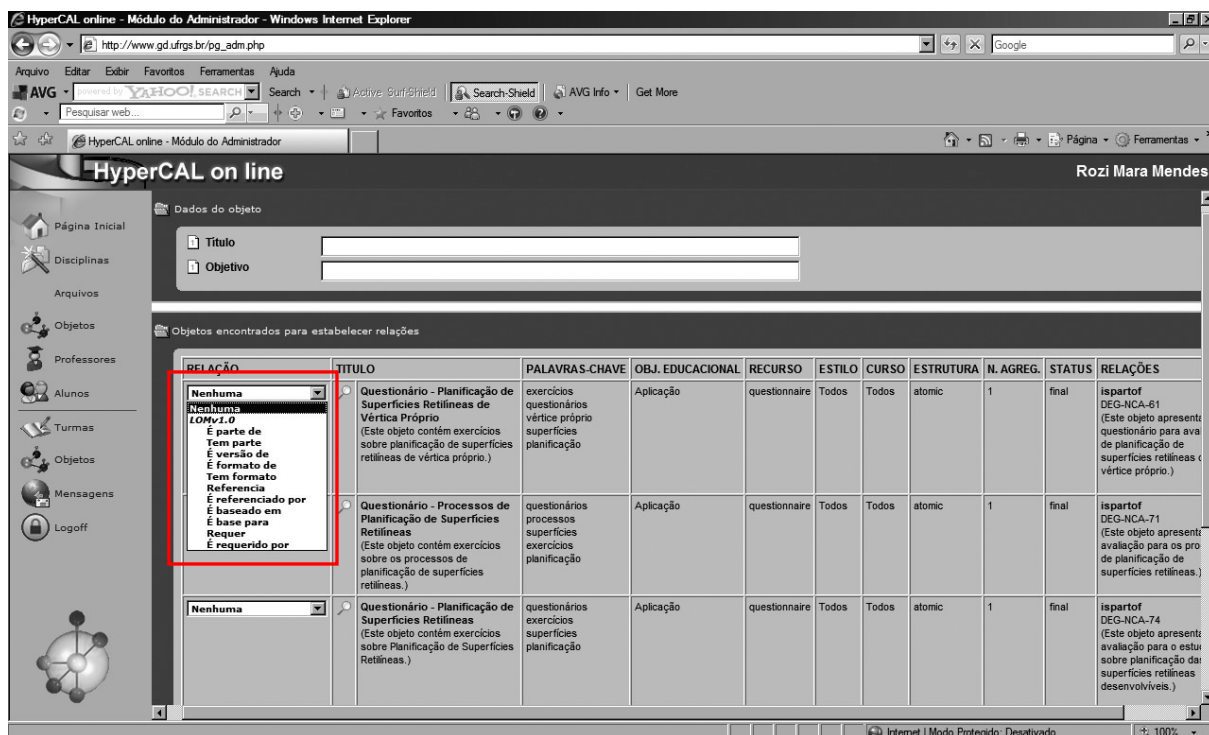 HyperCAL online - Módulo do Administrador - Windows Internet Explorer
http://www.gd.ufrgs.br/pg_adm.php
Google
Arquivo Editar Exibir Favoritos Ferramentas Ajuda
AVG powered by YAHOO! SEARCH Search Active Surf-Shield Search-Shield AVG Info Get More
Pesquisar web... Favoritos
HyperCAL online - Módulo do Administrador
Página Ferramentas
HyperCAL on line
Rozi Mara Mendes
Página Inicial
Disciplinas
Arquivos
Objetos
Professores
Alunos
Turmas
Objetos
Mensagens
Logoff
Dados do objeto
Título
Objetivo
Objetos encontrados para estabelecer relações
RELAÇÃO TITULO PALAVRAS-CHAVE OBJ. EDUCACIONAL RECURSO ESTILO CURSO ESTRUTURA N. AGREG. STATUS RELAÇÕES
Nenhuma
Nenhuma
LOMv1.0
É parte de
Tem parte
É versão de
É formato de
Tem formato
Referencia
É referenciado por
É baseado em
É base para
Requer
É requerido por
Questionário - Planificação de
Superfícies Retilíneas de
Vértica Próprio
(Este objeto contém exercícios
sobre planificação de superfícies
retilíneas de vértice próprio.)
exercícios
questionários
vértice próprio
superfícies
planificação
Aplicação
questionnaire
Todos
Todos
atomic
1
final
ispartof
DEG-NCA-61
(Este objeto apresenta
questionário para
de planificação de
superfícies retilíneas
vértice próprio.)
Questionário - Processos de
Planificação de Superfícies
Retilíneas
(Este objeto contém exercícios
sobre os processos de
planificação de superfícies
retilíneas.)
questionários
processos
superfícies
exercícios
planificação
Aplicação
questionnaire
Todos
Todos
atomic
1
final
ispartof
DEG-NCA-71
(Este objeto apresenta
avaliação para os
de planificação de
superfícies retilíneas.)
Nenhuma
Questionário - Planificação de
Superfícies Retilíneas
(Este objeto contém exercícios
sobre Planificação de Superfícies
Retilíneas.)
questionários
exercícios
superfícies
planificação
Aplicação
questionnaire
Todos
Todos
atomic
1
final
ispartof
DEG-NCA-74
(Este objeto apresenta
avaliação para o
sobre planificação das
superfícies retilíneas
desenvolvíveis.)
Internet | Modo Protegido: Desativado
100%